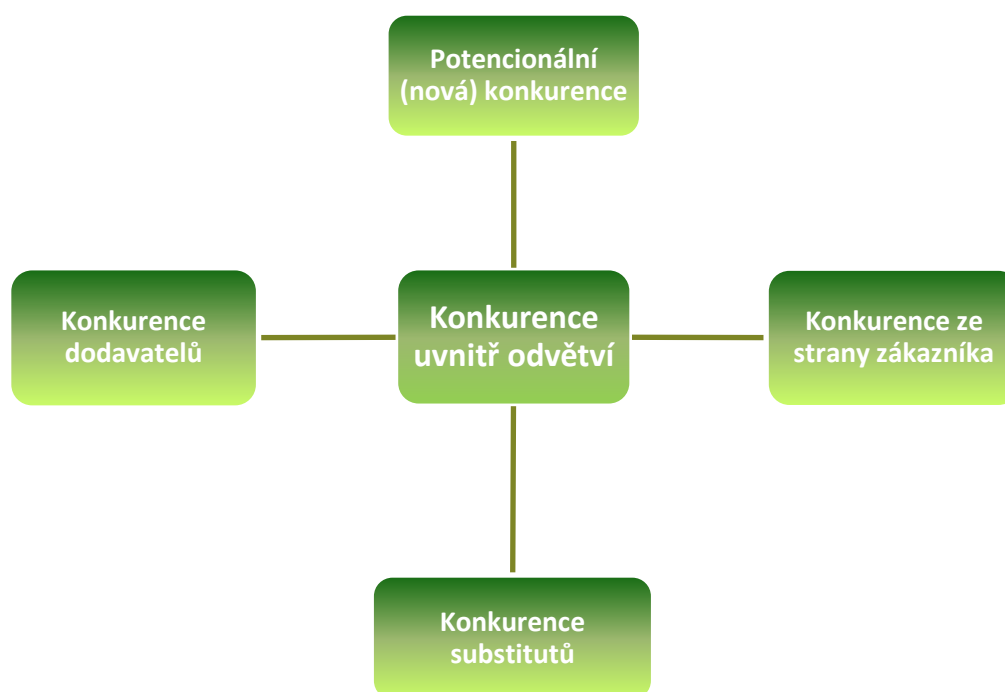 Potencionální
(nová) konkurence
Konkurence
dodavatelů
Konkurence
uvnitř odvětví
Konkurence ze
strany zákazníka
Konkurence
substitutů